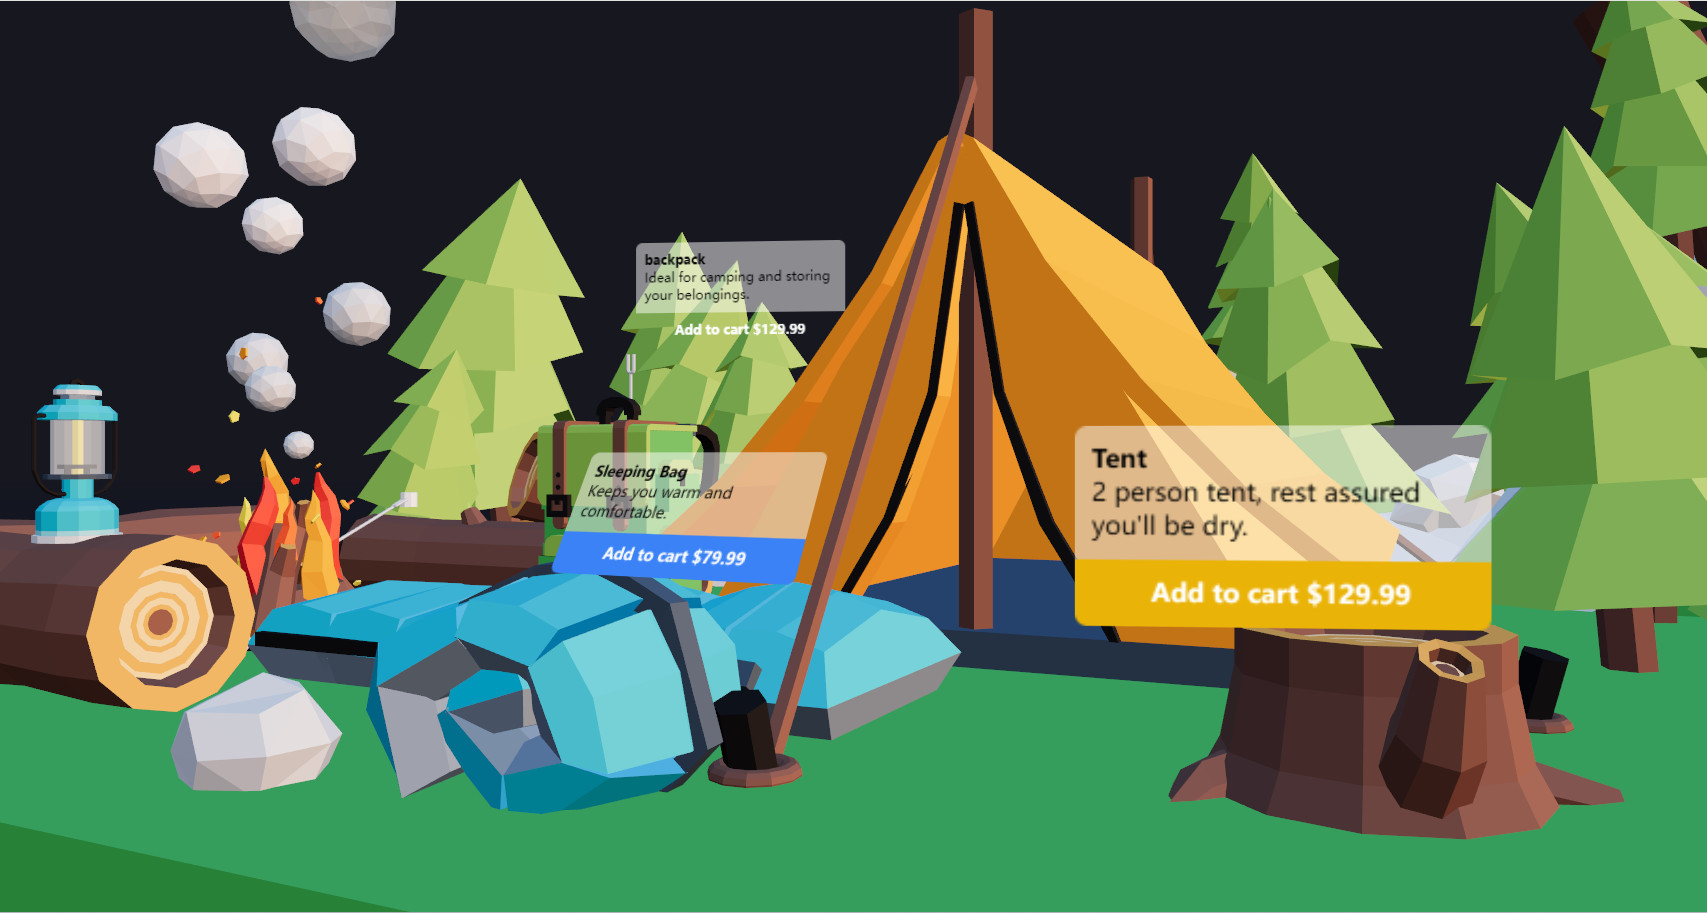 backpack
Ideal for camping and storing
your belongings.
Add to cart $129.99
Sleeping Bag
Keeps you warm and
comfortable.
Add to cart $79.99
Tent
2 person tent, rest assured
you'll be dry.
Add to cart $129.99